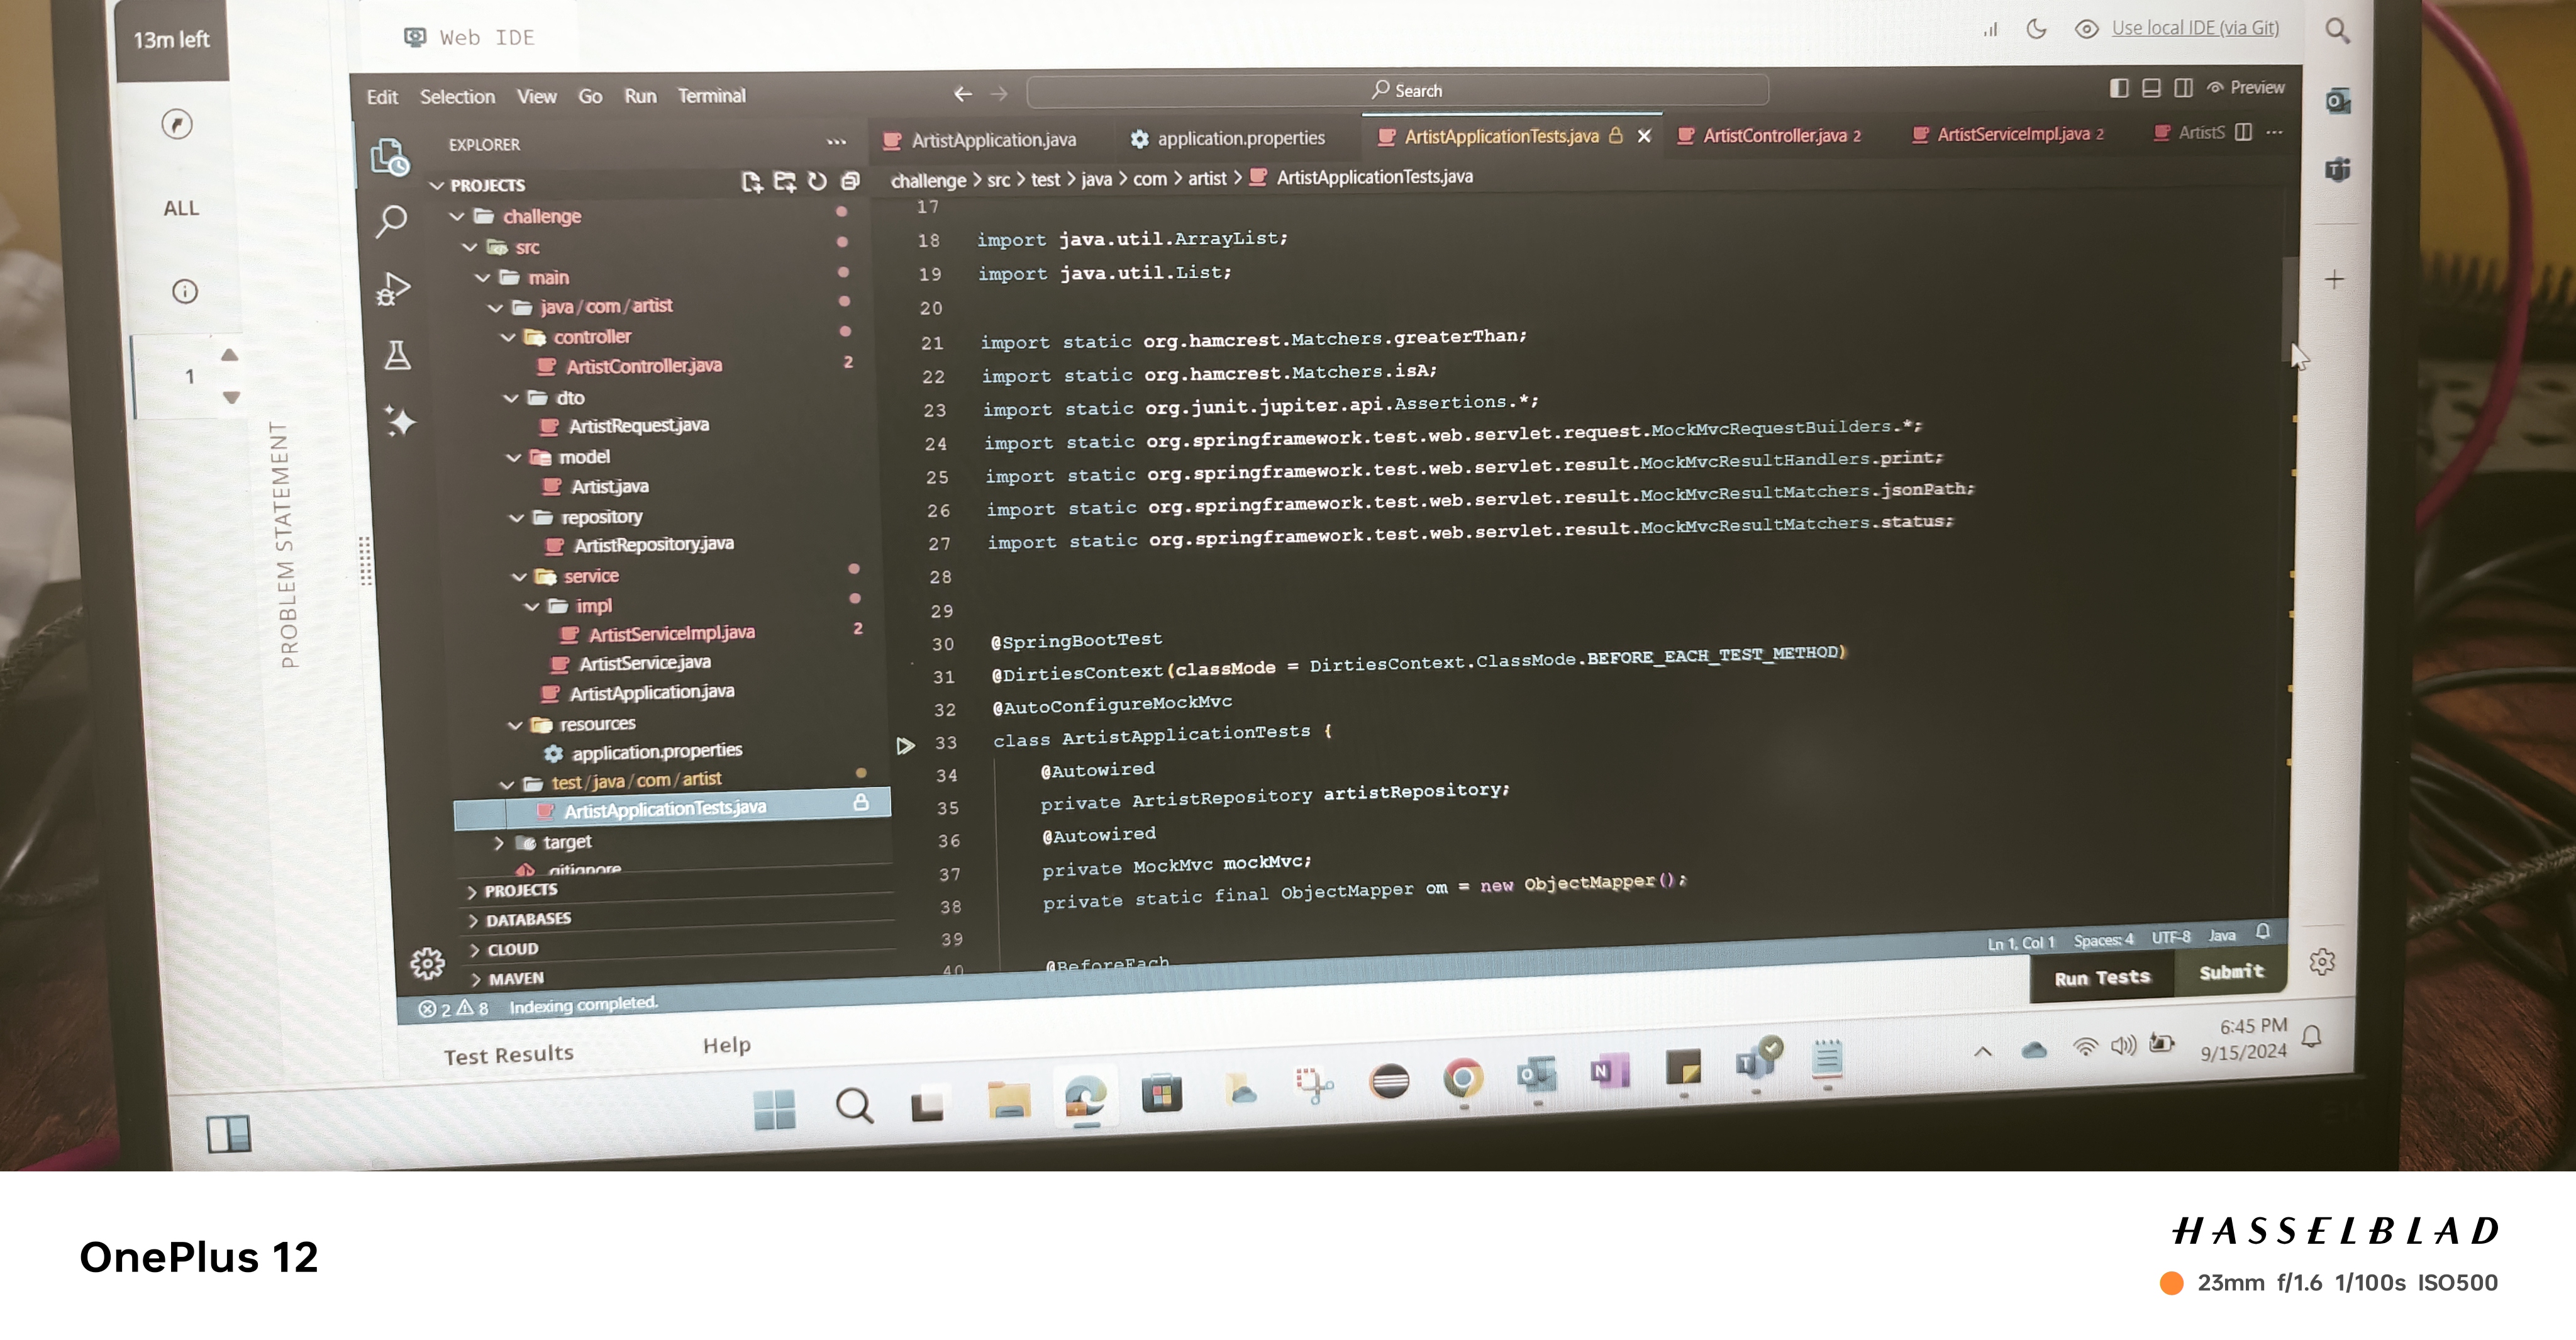 13m left
Web IDE
Use local IDE (via Git)
Edit Selection View Go Run Terminal
Search
Preview
EXPLORER
ArtistApplication.java
application.properties
ArtistApplicationTests.java
ArtistController.java 2
ArtistServiceImpl.java 2
ArtistS
PROJECTS
challenge > src > test > java > com > artist > ArtistApplicationTests.java
ALL
1
PROBLEM STATEMENT
challenge
src
main
java/com/artist
controller
ArtistController.java 2
dto
ArtistRequest.java
model
Artist.java
repository
ArtistRepository.java
service
impl
ArtistServiceImpl.java 2
ArtistService.java
ArtistApplication.java
resources
application.properties
test/java/com/artist
ArtistApplicationTests.java
target
.gitignore
PROJECTS
DATABASES
CLOUD
MAVEN
17
18 import java.util.ArrayList;
19 import java.util.List;
20
21 import static org.hamcrest.Matchers.greaterThan;
22 import static org.hamcrest.Matchers.isA;
23 import static org.junit.jupiter.api.Assertions.*;
24 import static org.springframework.test.web.servlet.request.MockMvcRequestBuilders.*;
25 import static org.springframework.test.web.servlet.result.MockMvcResultHandlers.print;
26 import static org.springframework.test.web.servlet.result.MockMvcResultMatchers.jsonPath;
27 import static org.springframework.test.web.servlet.result.MockMvcResultMatchers.status;
28
29
30 @SpringBootTest
31 @DirtiesContext(classMode = DirtiesContext.ClassMode.BEFORE_EACH_TEST_METHOD)
32 @AutoConfigureMockMvc
33 class ArtistApplicationTests {
34 @Autowired
35 private ArtistRepository artistRepository;
36 @Autowired
37 private MockMvc mockMvc;
38 private static final ObjectMapper om = new ObjectMapper();
39
40 @BeforeEach
2 8 Indexing completed.
Ln 1, Col 1 Spaces: 4 UTF-8 Java
Run Tests Submit
Test Results Help
6:45 PM
9/15/2024
OnePlus 12
HASSELBLAD
23mm f/1.6 1/100s ISO500